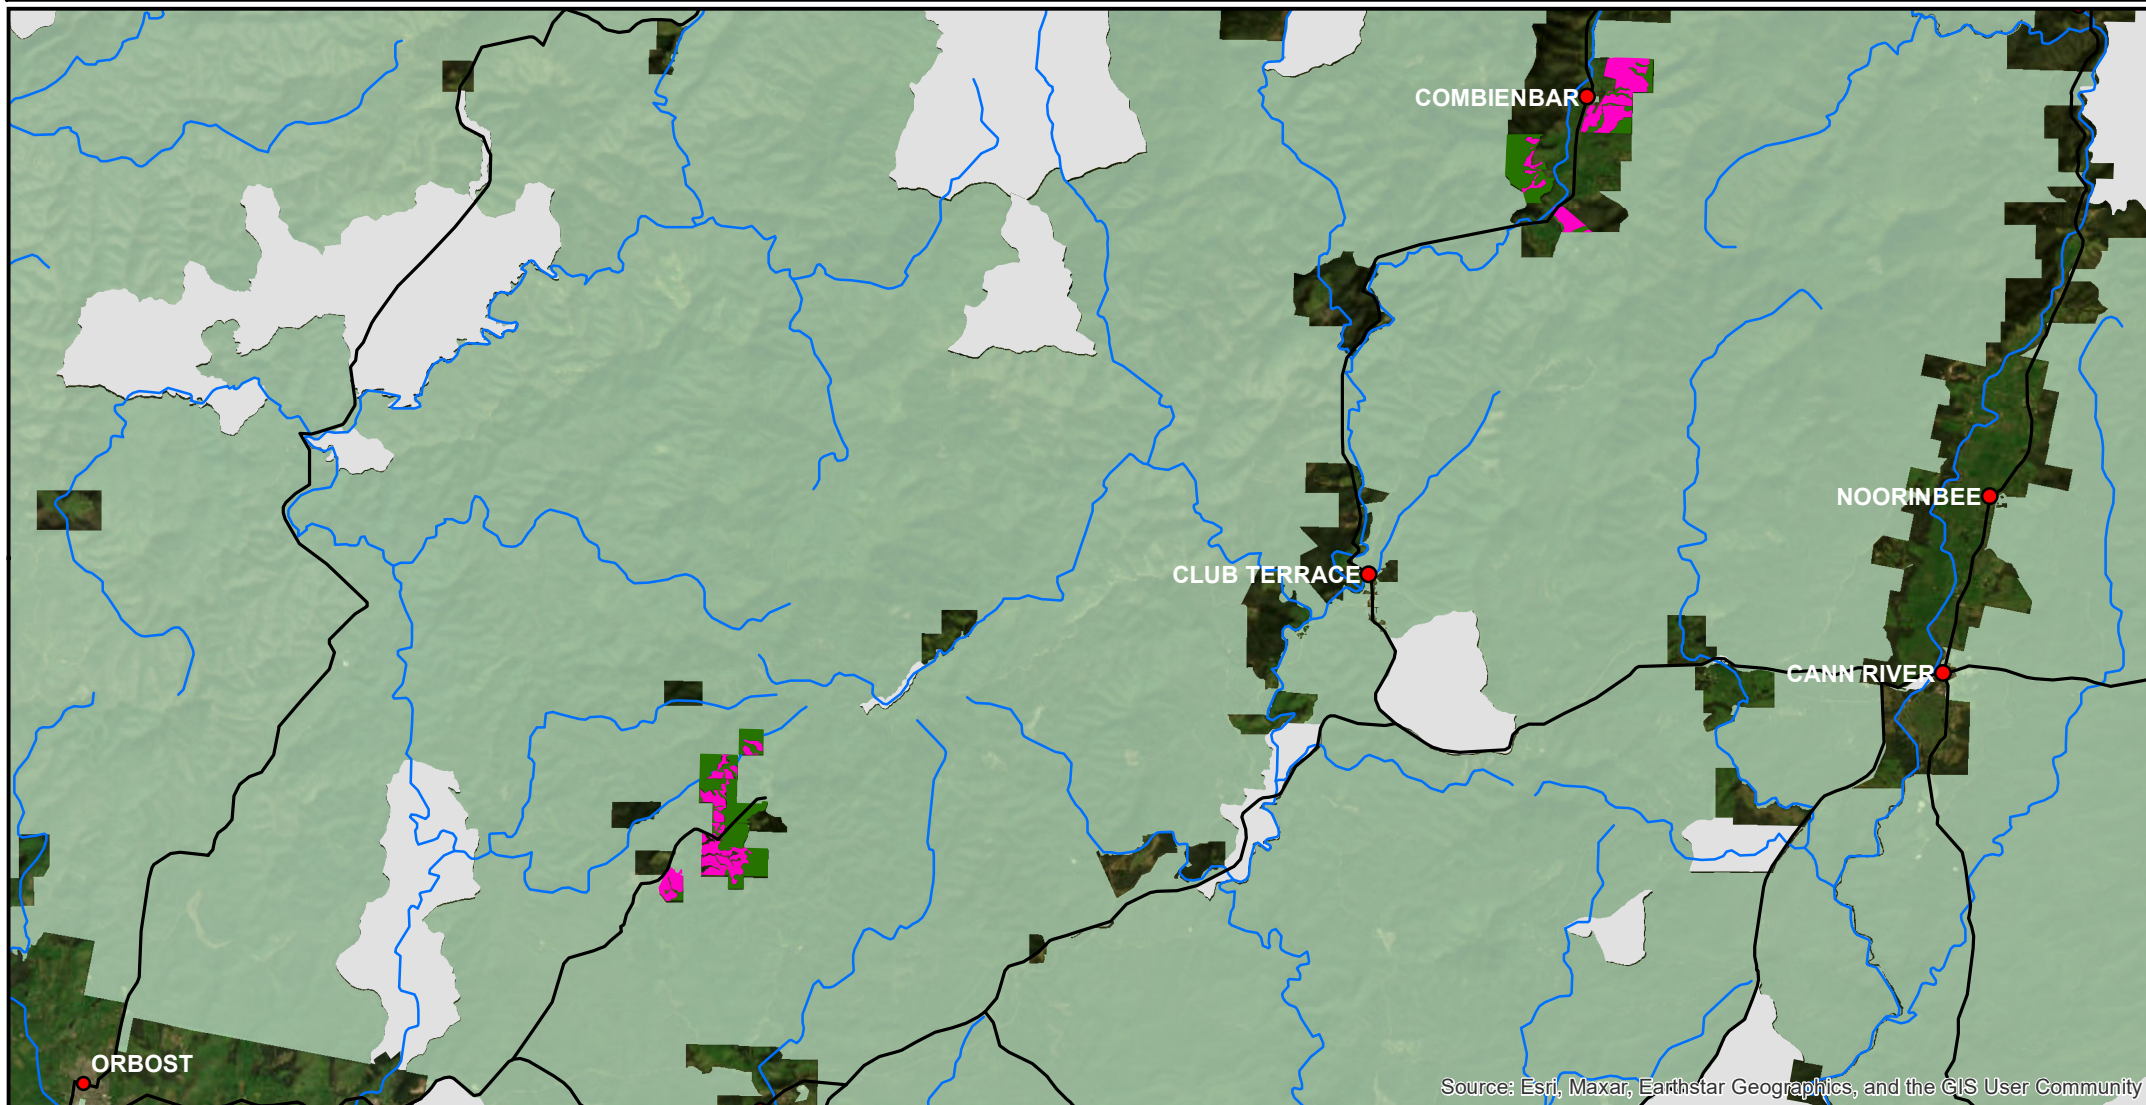 COMBIENBAR
NOORINBEE
CLUB TERRACE
CANN RIVER
ORBOST
Source: Esri, Maxar, Earthstar Geographics, and the GIS User Community